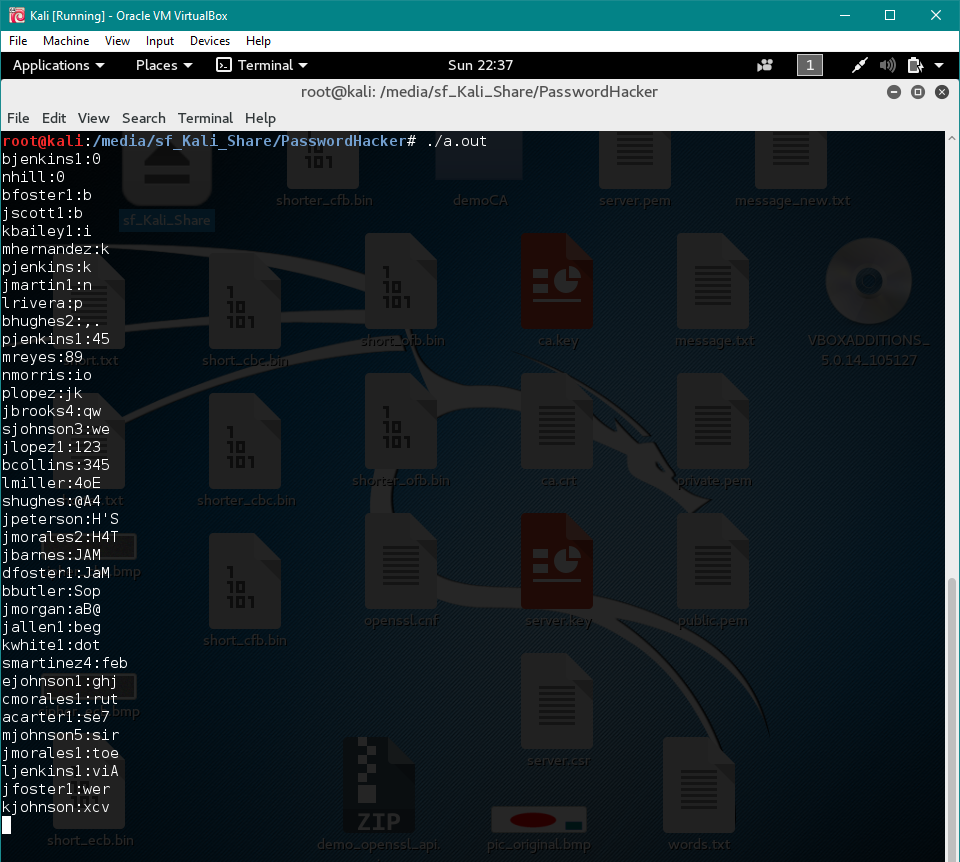 Kali [Running] - Oracle VM VirtualBox
File Machine View Input Devices Help
Applications Places Terminal Sun 22:37 1
root@kali: /media/sf_Kali_Share/PasswordHacker
File Edit View Search Terminal Help
root@kali:/media/sf_Kali_Share/PasswordHacker# ./a.out
bjenkins1:0
nhill:0
bfoster1:b
jscott1:b
kbailey1:i
mhernandez:k
pjenkins:k
jmartin1:n
lrivera:p
bhughes2:,.
pjenkins1:45
mreyes:89
nmorris:io
plopez:jk
jbrooks4:qw
sjohnson3:we
jlopez1:123
bcollins:345
lmiller:4oE
shughes:@A4
jpeterson:H'S
jmorales2:H4T
jbarnes:JAM
dfoster1:JaM
bbutler:Sop
jmorgan:aB@
jallen1:beg
kwhite1:dot
smartinez4:feb
ejohnson1:ghj
cmorales1:rut
acarter1:se7
mjohnson5:sir
jmorales1:toe
ljenkins1:viA
jfoster1:wer
kjohnson:xcv
shorter_cfb.bin demoCA server.pem message_new.txt
sf_Kali_Share
short_cbc.bin short_ofb.bin ca.key message.txt VBOXADDITIONS_
5.0.14_105127
shorter_cbc.bin shorter_ofb.bin ca.crt private.pem
short_cfb.bin openssl.cnf server.key public.pem
server.csr
short_ecb.bin ZIP demo_openssl_api. pic_original.bmp words.txt